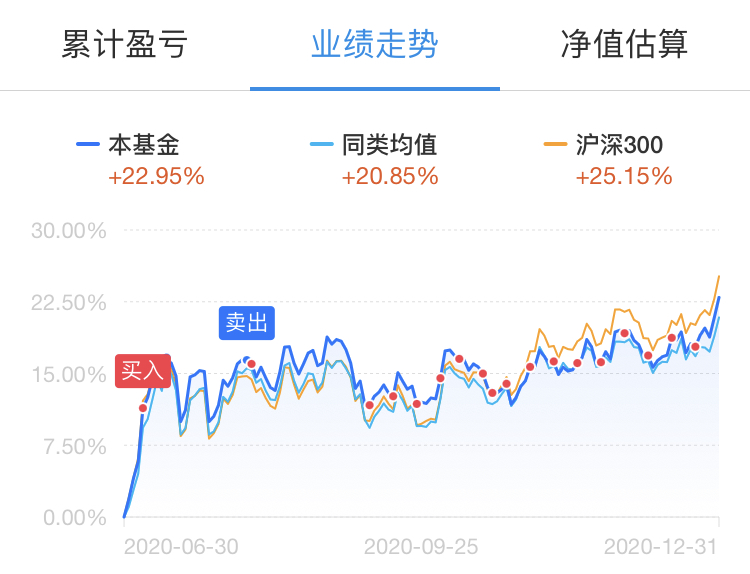 累计盈亏 业绩走势 净值估算
本基金 同类均值 沪深300
+22.95% +20.85% +25.15%
30.00%
22.50%
卖出
买入
15.00%
7.50%
0.00%
2020-06-30 2020-09-25 2020-12-31